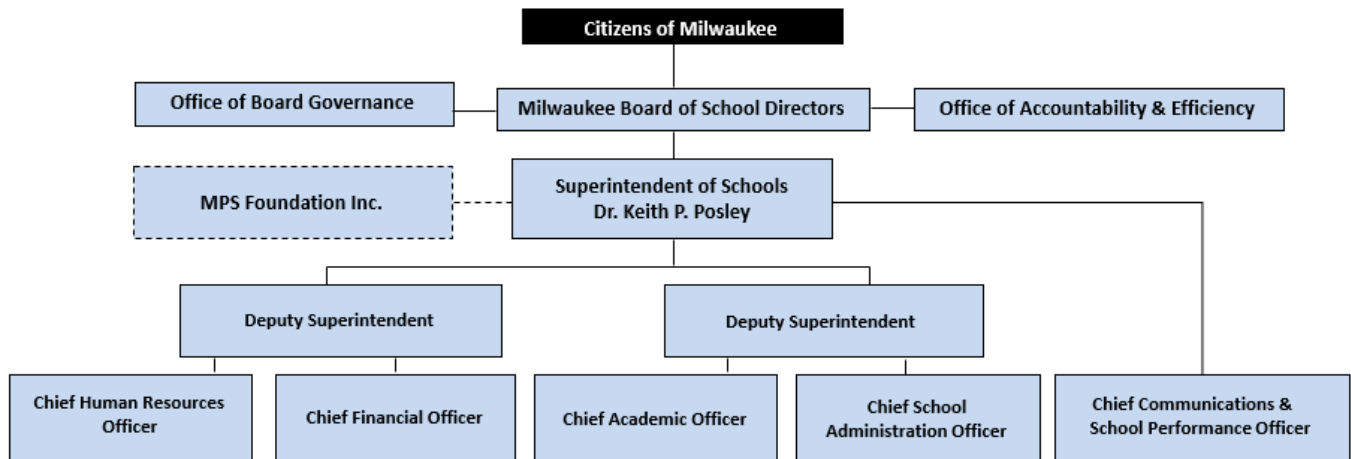 Citizens of Milwaukee
Office of Board Governance
Milwaukee Board of School Directors
Office of Accountability & Efficiency
MPS Foundation Inc.
Superintendent of Schools
Dr. Keith P. Posley
Deputy Superintendent
Deputy Superintendent
Chief Human Resources
Officer
Chief Financial Officer
Chief Academic Officer
Chief School
Administration Officer
Chief Communications &
School Performance Officer